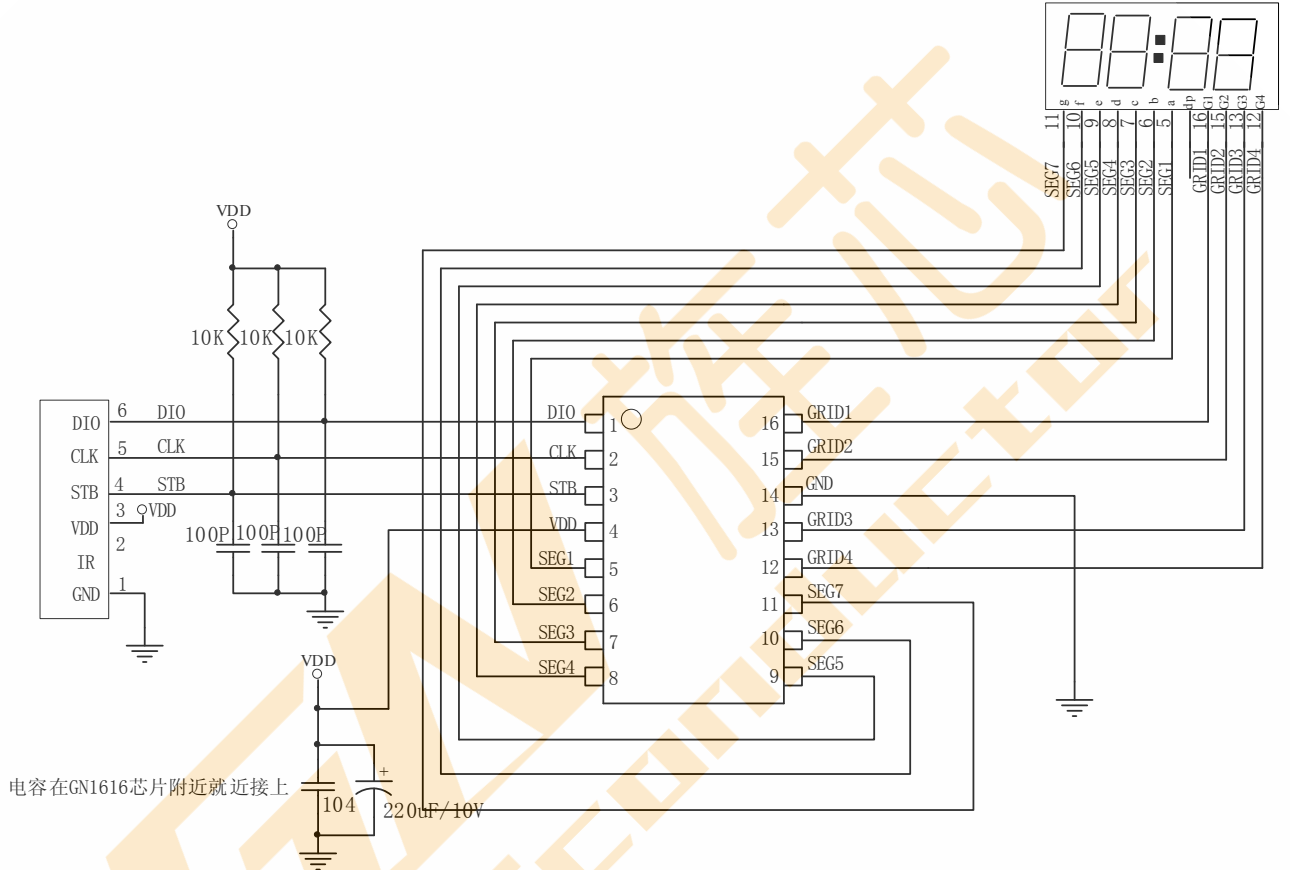 g f e d c b a dp G1 G2 G3 G4
11 10 9 8 7 6 5 16 15 13 12
SEG7 SEG6 SEG5 SEG4 SEG3 SEG2 SEG1 GRID1 GRID2 GRID3 GRID4
VDD
10K 10K 10K
DIO 6 DIO
CLK 5 CLK
STB 4 STB
3 VDD
VDD
2
IR
GND 1
100P 100P 100P
DIO 1
CLK 2
STB 3
VDD 4
SEG1 5
SEG2 6
SEG3 7
SEG4 8
16 GRID1
15 GRID2
14 GND
13 GRID3
12 GRID4
11 SEG7
10 SEG6
9 SEG5
VDD
电容在GN1616芯片附近就近接上
104
+
220uF/10V